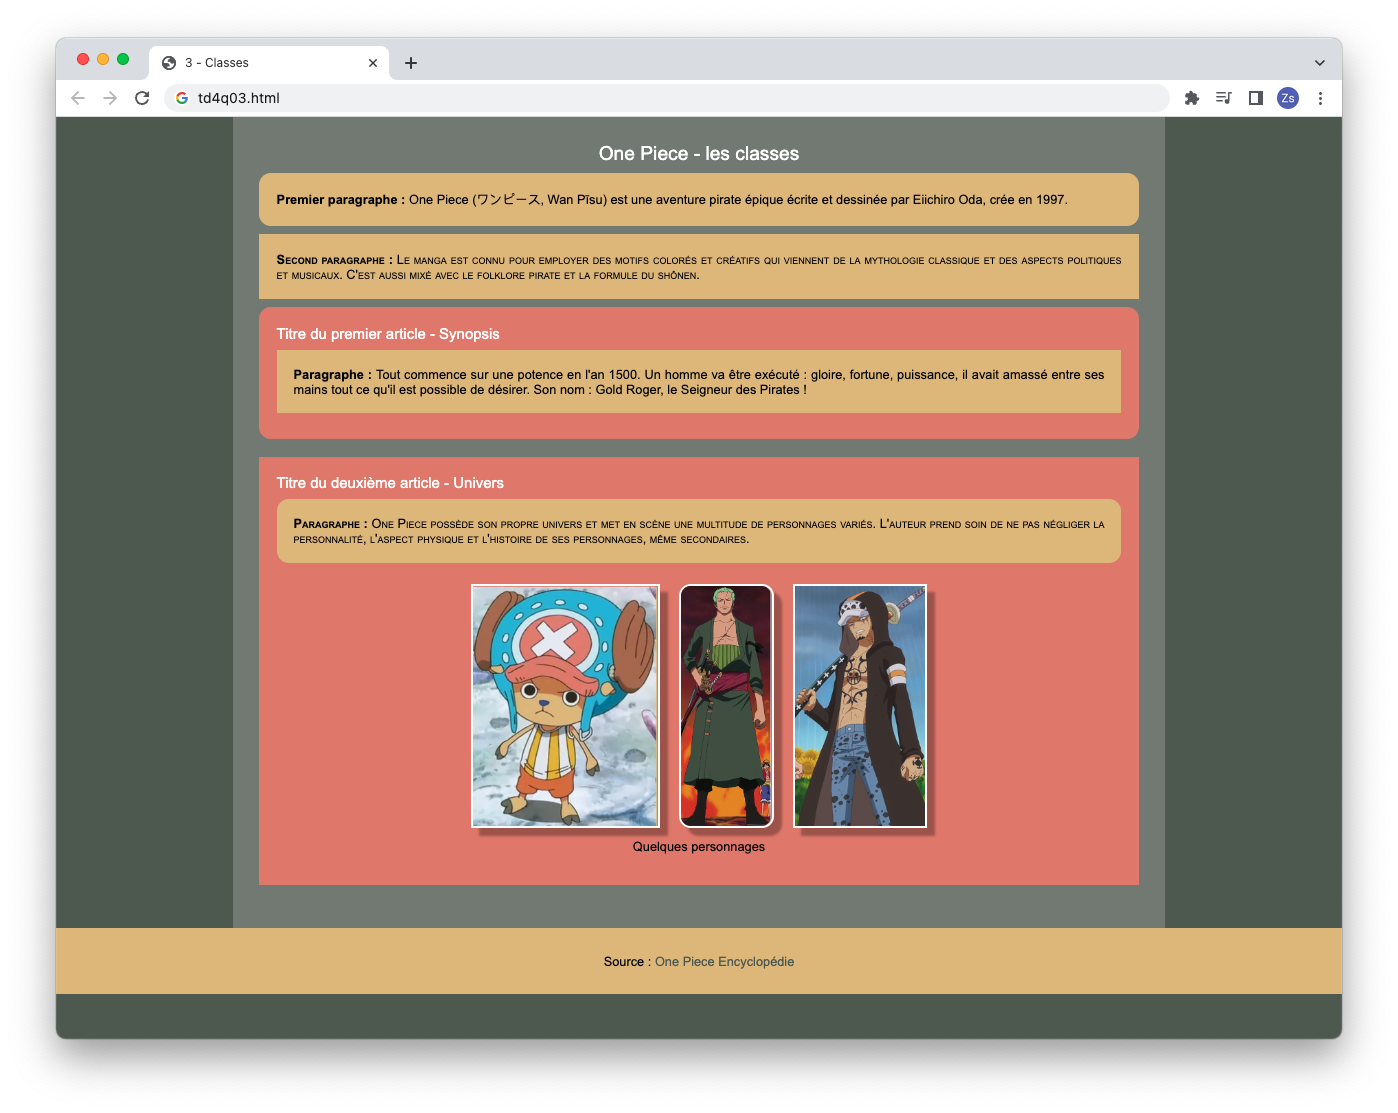 3 - Classes
td4q03.html
Zs
One Piece - les classes
Premier paragraphe : One Piece (ワンピース, Wan Pīsu) est une aventure pirate épique écrite et dessinée par Eiichiro Oda, crée en 1997.
Second paragraphe : Le manga est connu pour employer des motifs colorés et créatifs qui viennent de la mythologie classique et des aspects politiques
et musicaux. C'est aussi mixé avec le folklore pirate et la formule du shōnen.
Titre du premier article - Synopsis
Paragraphe : Tout commence sur une potence en l'an 1500. Un homme va être exécuté : gloire, fortune, puissance, il avait amassé entre ses
mains tout ce qu'il est possible de désirer. Son nom : Gold Roger, le Seigneur des Pirates !
Titre du deuxième article - Univers
Paragraphe : One Piece possède son propre univers et met en scène une multitude de personnages variés. L'auteur prend soin de ne pas négliger la
personnalité, l'aspect physique et l'histoire de ses personnages, même secondaires.
Quelques personnages
Source : One Piece Encyclopédie